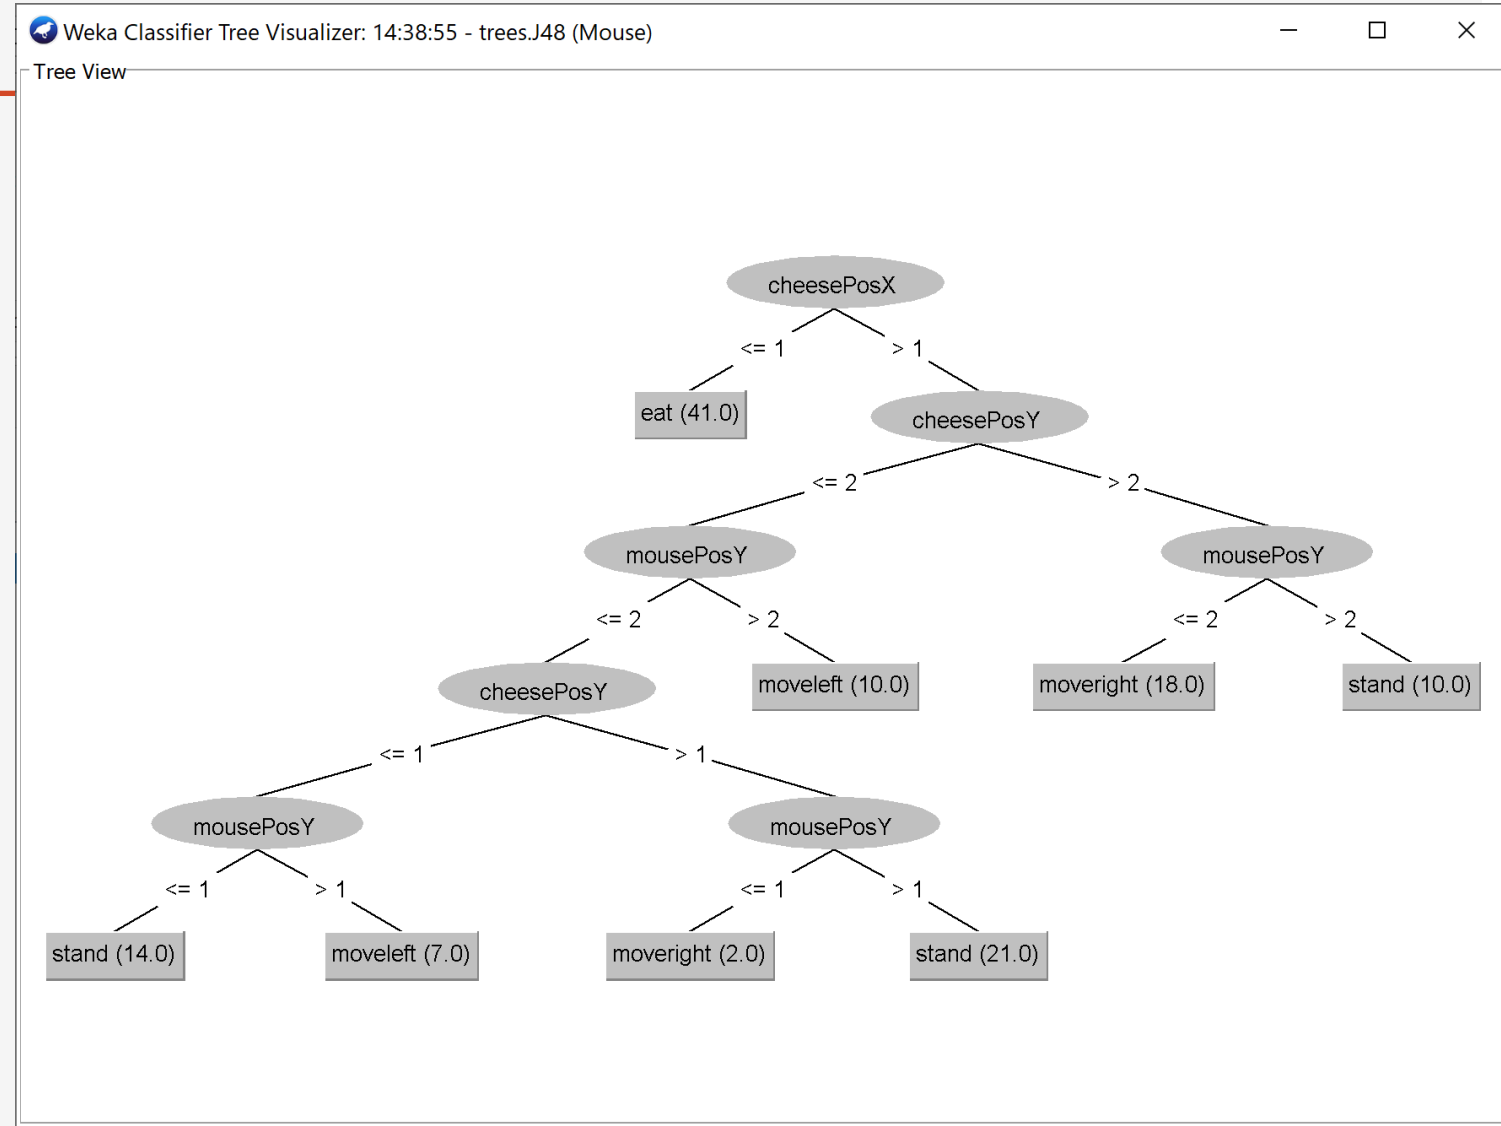 Weka Classifier Tree Visualizer: 14:38:55 - trees.J48 (Mouse)
Tree View
cheesePosX
<= 1
> 1
eat (41.0)
cheesePosY
<= 2
> 2
mousePosY
mousePosY
<= 2
> 2
<= 2
> 2
cheesePosY
moveleft (10.0)
moveright (18.0)
stand (10.0)
<= 1
> 1
mousePosY
mousePosY
<= 1
> 1
<= 1
> 1
stand (14.0)
moveleft (7.0)
moveright (2.0)
stand (21.0)